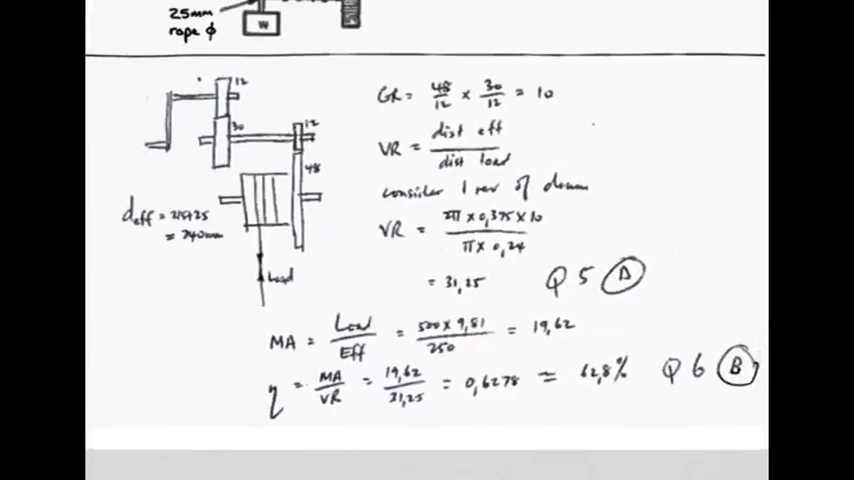 25mm
rope ϕ
W
12
30
12
48
d eff = 215+25
= 240mm
Load
GR = 48/12 × 30/12 = 10
VR = dist eff / dist load
consider 1 rev of drum
VR = 2π × 0,375 × 10 / π × 0,24
= 31,25 Q 5 A
MA = Load / Eff = 500 × 9,81 / 250 = 19,62
η = MA / VR = 19,62 / 31,25 = 0,6278 ≈ 62,8% Q 6 B